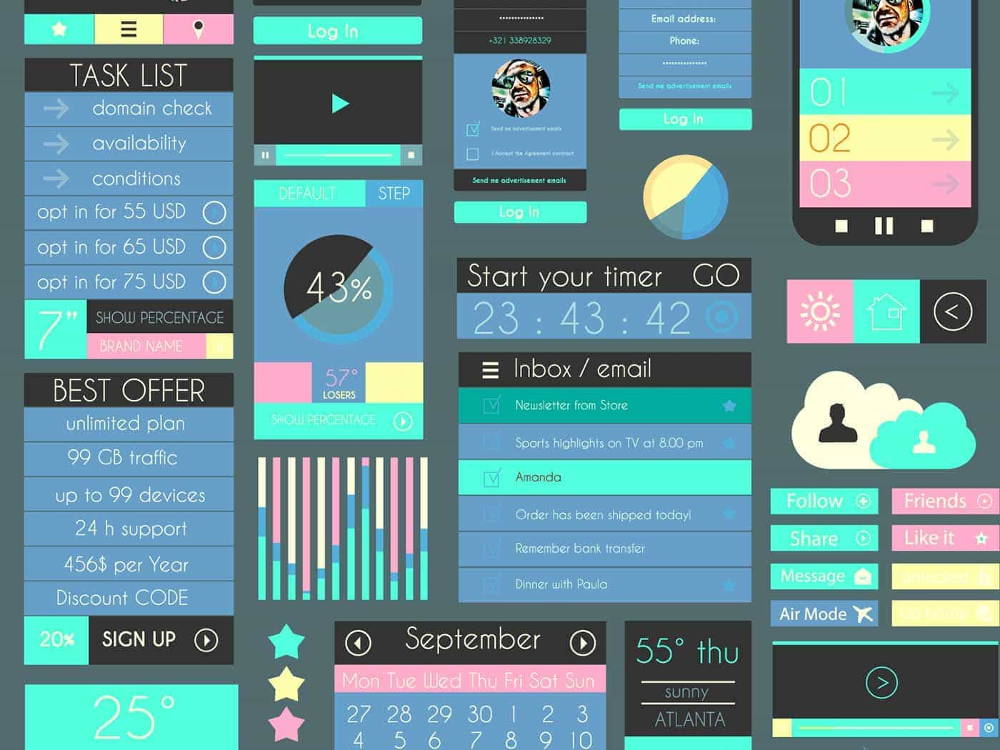 TASK LIST
domain check
availability
conditions
opt in for 55 USD
opt in for 65 USD
opt in for 75 USD
7"
SHOW PERCENTAGE
BRAND NAME
BEST OFFER
unlimited plan
99 GB traffic
up to 99 devices
24 h support
456$ per Year
Discount CODE
20%
SIGN UP
25°
Log In
DEFAULT
STEP
43%
57°
LOSERS
SHOW PERCENTAGE
***************
+321 338928329
Send me advertisement emails
I Accept the Agreement contract
Send me advertisement emails
Log In
Email address:
Phone:
***************
Send me advertisement emails
Log In
Start your timer GO
23 : 43 : 42
Inbox / email
Newsletter from Store
Sports highlights on TV at 8.00 pm
Amanda
Order has been shipped today!
Remember bank transfer
Dinner with Paula
September
Mon Tue Wed Thu Fri Sat Sun
27 28 29 30 1 2 3
4 5 6 7 8 9 10
55° thu
sunny
ATLANTA
01
02
03
Follow
Friends
Share
Like it
Message
unlocked
Air Mode